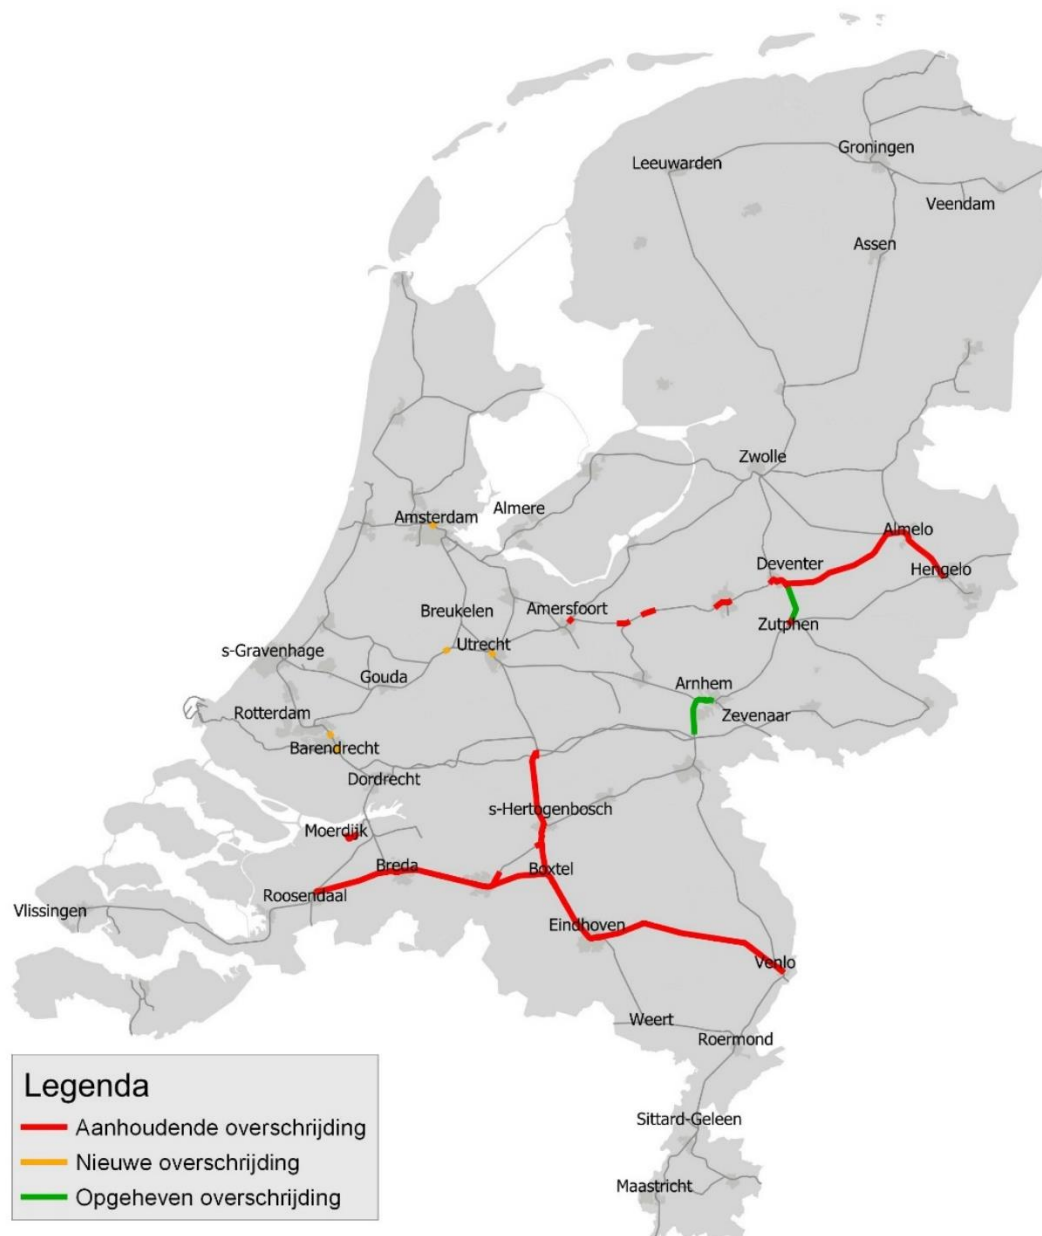 Groningen
Leeuwarden
Veendam
Assen
Zwolle
Almere
Amsterdam
Almelo
Deventer
Hengelo
Breukelen
Amersfoort
Zutphen
Utrecht
s-Gravenhage
Gouda
Arnhem
Rotterdam
Zevenaar
Barendrecht
Dordrecht
s-Hertogenbosch
Moerdijk
Breda
Boxtel
Roosendaal
Vlissingen
Eindhoven
Venlo
Weert
Roermond
Sittard-Geleen
Maastricht
Legenda
Aanhoudende overschrijding
Nieuwe overschrijding
Opgeheven overschrijding